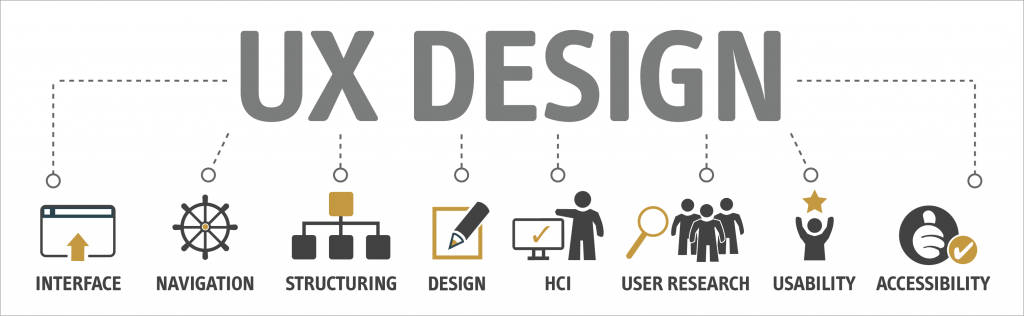 UX DESIGN
INTERFACE
NAVIGATION
STRUCTURING
DESIGN
HCI
USER RESEARCH
USABILITY
ACCESSIBILITY